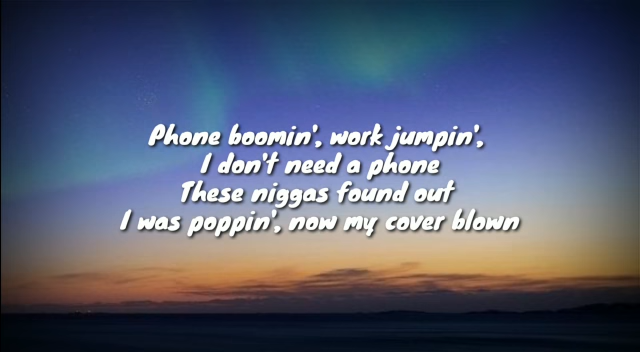 Phone boomin', work jumpin',
I don't need a phone
These niggas found out
I was poppin', now my cover blown